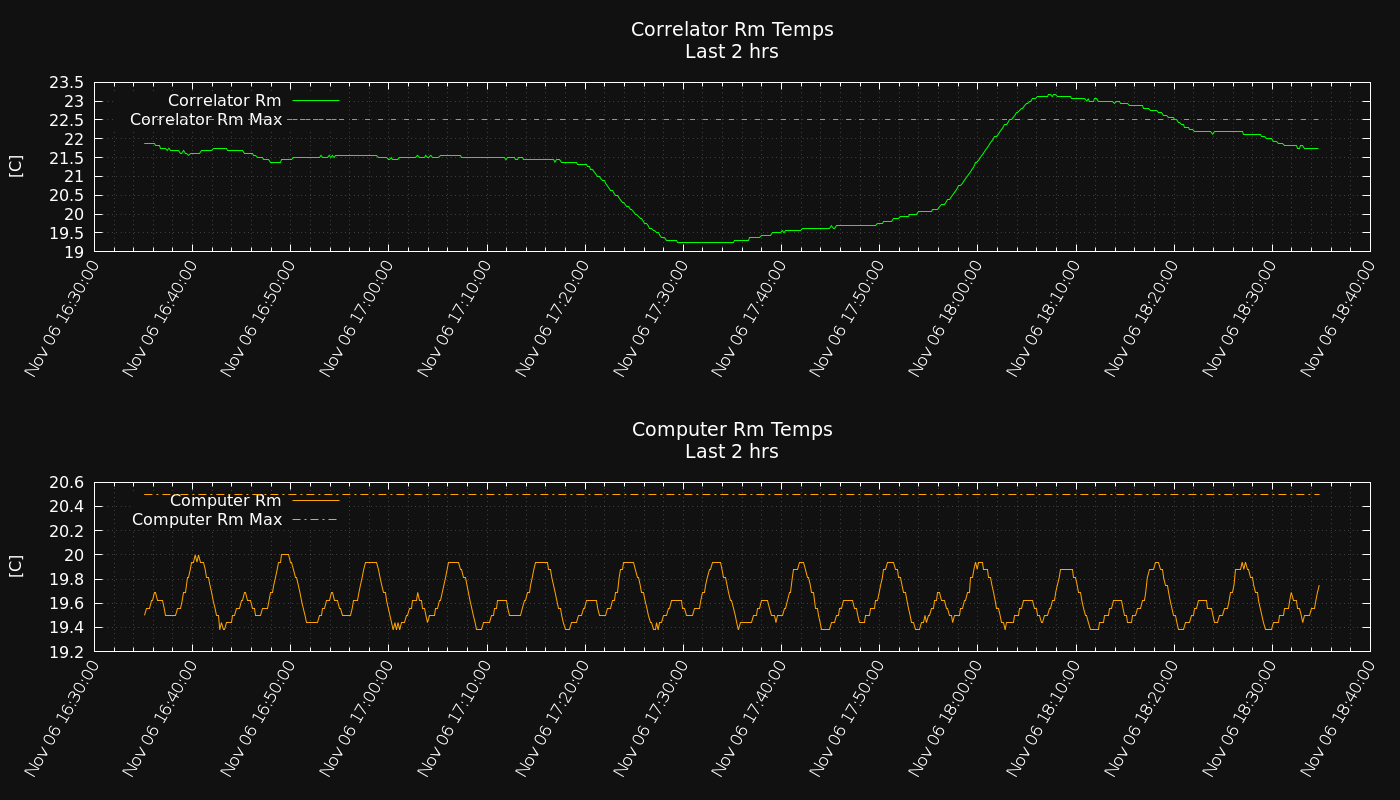 Correlator Rm Temps
Last 2 hrs
[C]
23.5
23
22.5
22
21.5
21
20.5
20
19.5
19
Correlator Rm
Correlator Rm Max
Nov 06 16:30:00
Nov 06 16:40:00
Nov 06 16:50:00
Nov 06 17:00:00
Nov 06 17:10:00
Nov 06 17:20:00
Nov 06 17:30:00
Nov 06 17:40:00
Nov 06 17:50:00
Nov 06 18:00:00
Nov 06 18:10:00
Nov 06 18:20:00
Nov 06 18:30:00
Nov 06 18:40:00
Computer Rm Temps
Last 2 hrs
[C]
20.6
20.4
20.2
20
19.8
19.6
19.4
19.2
Computer Rm
Computer Rm Max
Nov 06 16:30:00
Nov 06 16:40:00
Nov 06 16:50:00
Nov 06 17:00:00
Nov 06 17:10:00
Nov 06 17:20:00
Nov 06 17:30:00
Nov 06 17:40:00
Nov 06 17:50:00
Nov 06 18:00:00
Nov 06 18:10:00
Nov 06 18:20:00
Nov 06 18:30:00
Nov 06 18:40:00